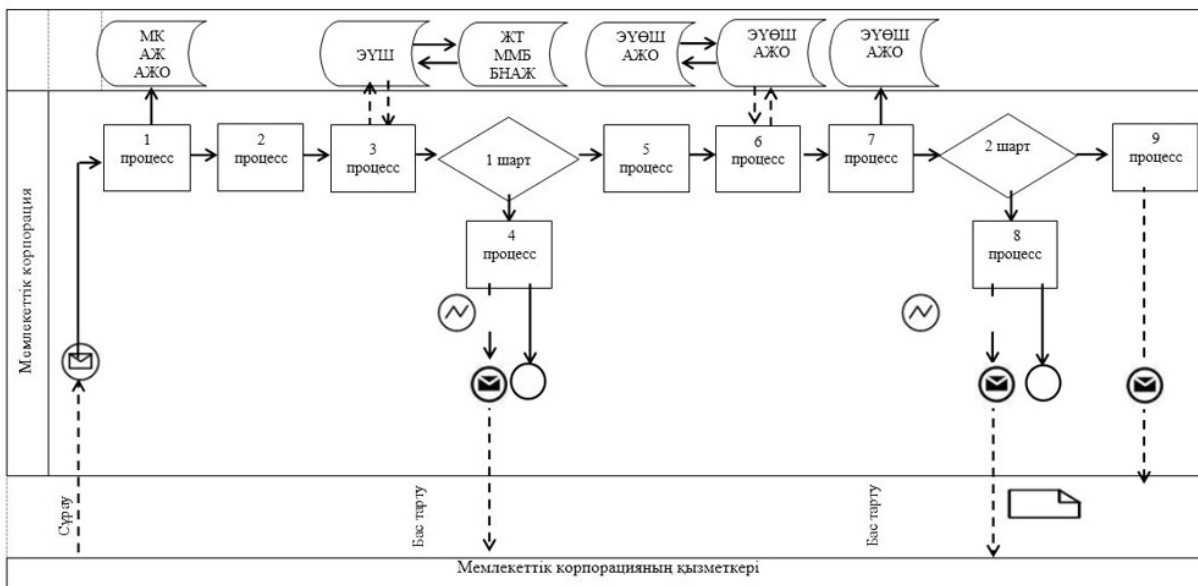 МК
АЖ
АЖО
ЭҮШ
ЖТ
ММБ
БНАЖ
ЭҮӨШ
АЖО
ЭҮӨШ
АЖО
ЭҮӨШ
АЖО
Мемлекеттік корпорация
1
процесс
2
процесс
3
процесс
1 шарт
5
процесс
6
процесс
7
процесс
2 шарт
9
процесс
4
процесс
8
процесс
Сұрау
Бас тарту
Бас тарту
Мемлекеттік корпорацияның қызметкері